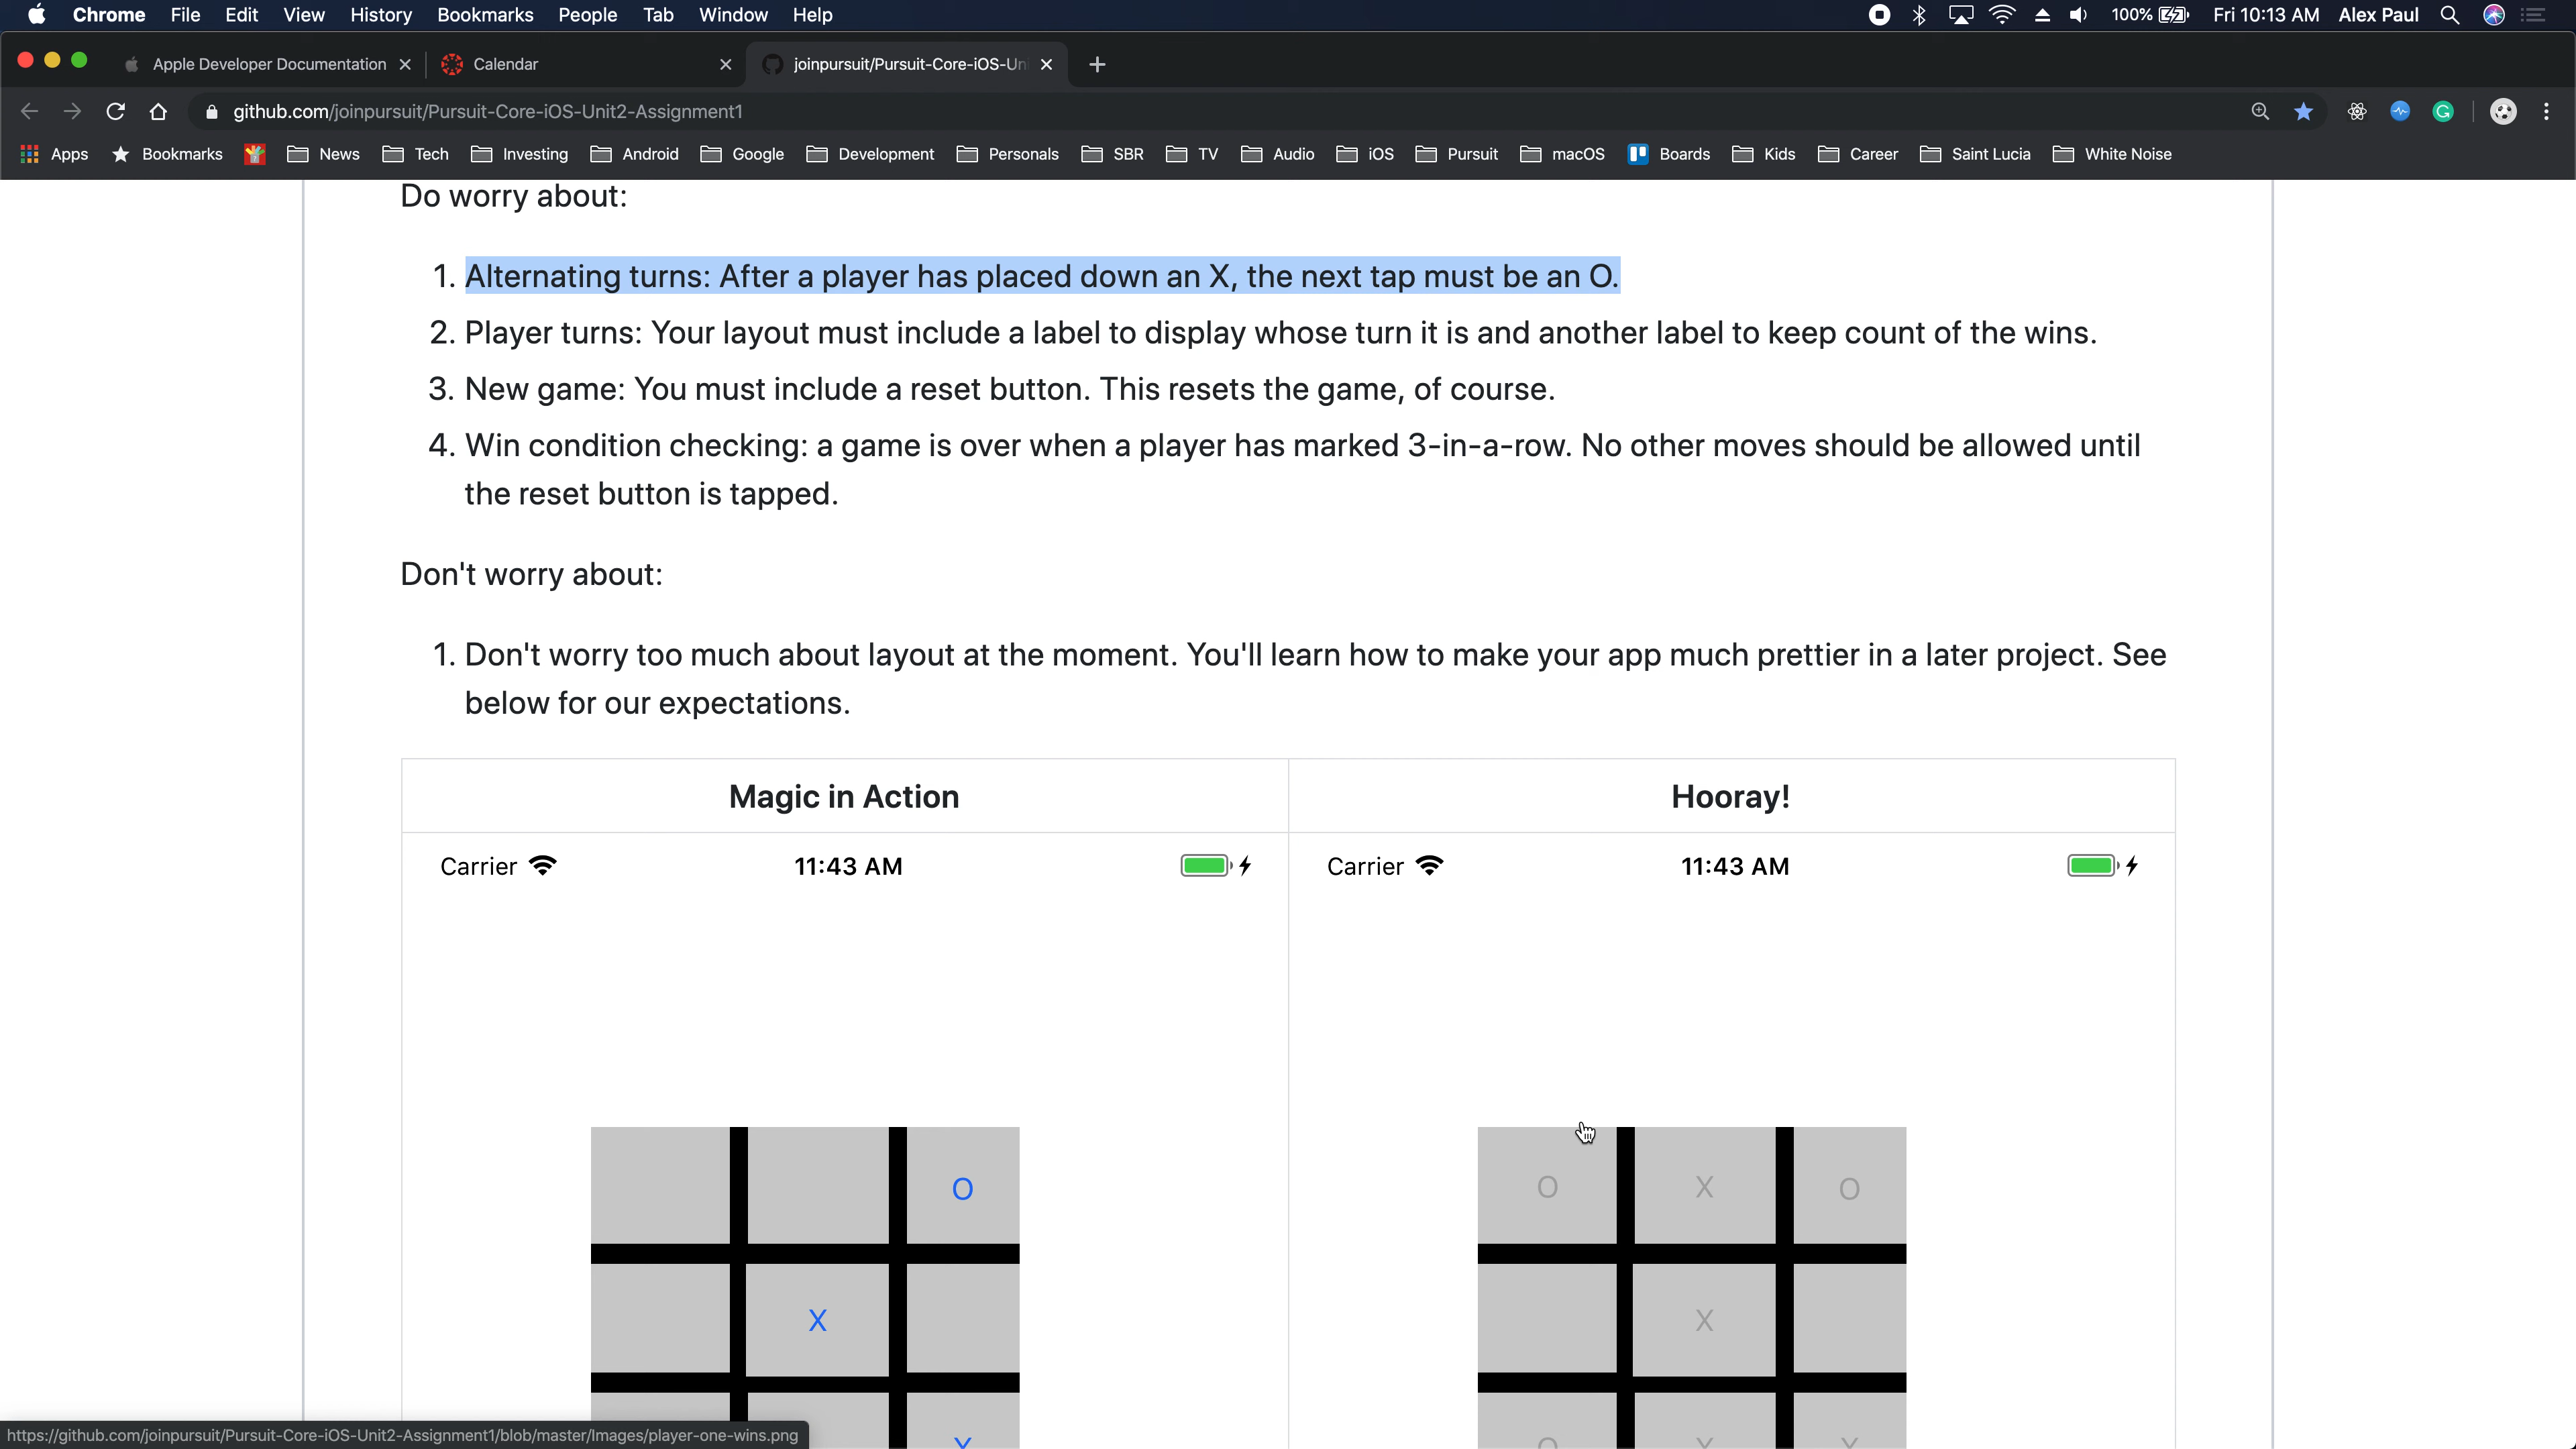 Chrome File Edit View History Bookmarks People Tab Window Help 100% Fri 10:13 AM Alex Paul
Apple Developer Documentation Calendar joinpursuit/Pursuit-Core-iOS-Un
github.com/joinpursuit/Pursuit-Core-iOS-Unit2-Assignment1
Apps Bookmarks News Tech Investing Android Google Development Personals SBR TV Audio iOS Pursuit macOS Boards Kids Career Saint Lucia White Noise
Do worry about:
1. Alternating turns: After a player has placed down an X, the next tap must be an O.
2. Player turns: Your layout must include a label to display whose turn it is and another label to keep count of the wins.
3. New game: You must include a reset button. This resets the game, of course.
4. Win condition checking: a game is over when a player has marked 3-in-a-row. No other moves should be allowed until
the reset button is tapped.
Don't worry about:
1. Don't worry too much about layout at the moment. You'll learn how to make your app much prettier in a later project. See
below for our expectations.
Magic in Action Hooray!
Carrier 11:43 AM Carrier 11:43 AM
O O X O
X X
X O X X
https://github.com/joinpursuit/Pursuit-Core-iOS-Unit2-Assignment1/blob/master/Images/player-one-wins.png